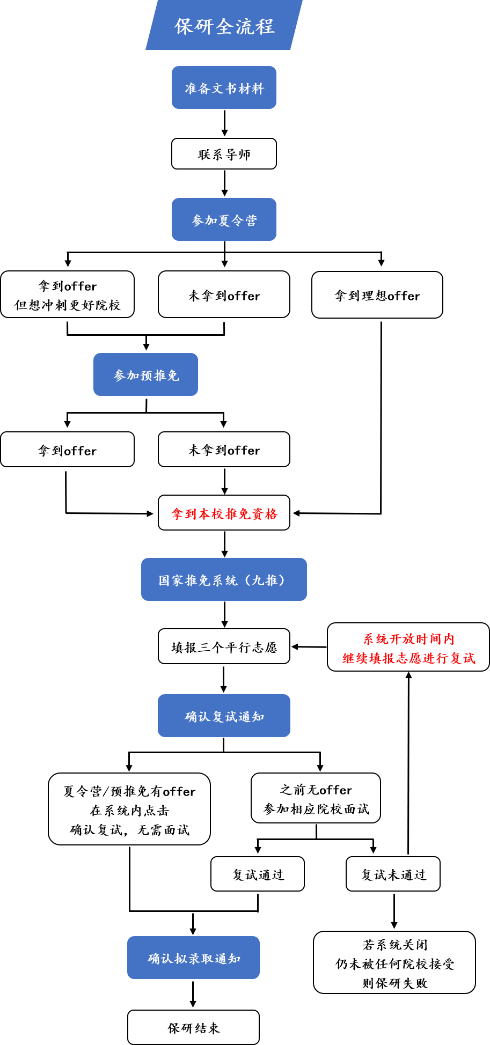 保研全流程
准备文书材料
联系导师
参加夏令营
拿到offer
但想冲刺更好院校
未拿到offer
拿到理想offer
参加预推免
拿到offer
未拿到offer
拿到本校推免资格
国家推免系统（九推）
填报三个平行志愿
系统开放时间内
继续填报志愿进行复试
确认复试通知
夏令营/预推免有offer
在系统内点击
确认复试，无需面试
之前无offer
参加相应院校面试
复试通过
复试未通过
若系统关闭
仍未被任何院校接受
则保研失败
确认拟录取通知
保研结束